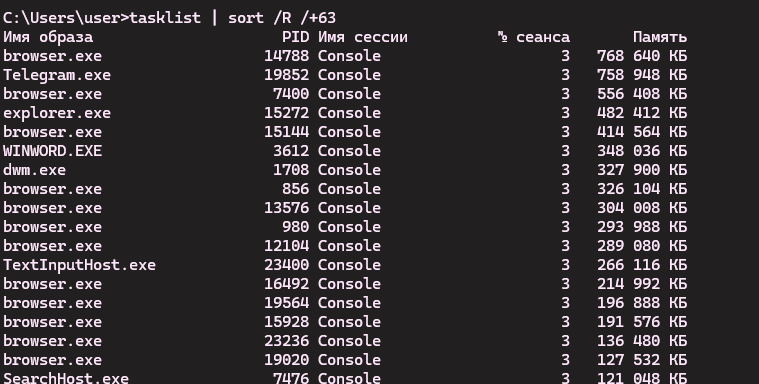 C:\Users\user>tasklist | sort /R /+63
Имя образа                     PID Имя сессии          № сеанса       Память
browser.exe                  14788 Console                    3   768 640 КБ
Telegram.exe                 19852 Console                    3   758 948 КБ
browser.exe                   7400 Console                    3   556 408 КБ
explorer.exe                 15272 Console                    3   482 412 КБ
browser.exe                  15144 Console                    3   414 564 КБ
WINWORD.EXE                   3612 Console                    3   348 036 КБ
dwm.exe                       1708 Console                    3   327 900 КБ
browser.exe                    856 Console                    3   326 104 КБ
browser.exe                  13576 Console                    3   304 008 КБ
browser.exe                    980 Console                    3   293 988 КБ
browser.exe                  12104 Console                    3   289 080 КБ
TextInputHost.exe            23400 Console                    3   266 116 КБ
browser.exe                  16492 Console                    3   214 992 КБ
browser.exe                  19564 Console                    3   196 888 КБ
browser.exe                  15928 Console                    3   191 576 КБ
browser.exe                  23236 Console                    3   136 480 КБ
browser.exe                  19020 Console                    3   127 532 КБ
SearchHost.exe                7476 Console                    3   121 048 КБ